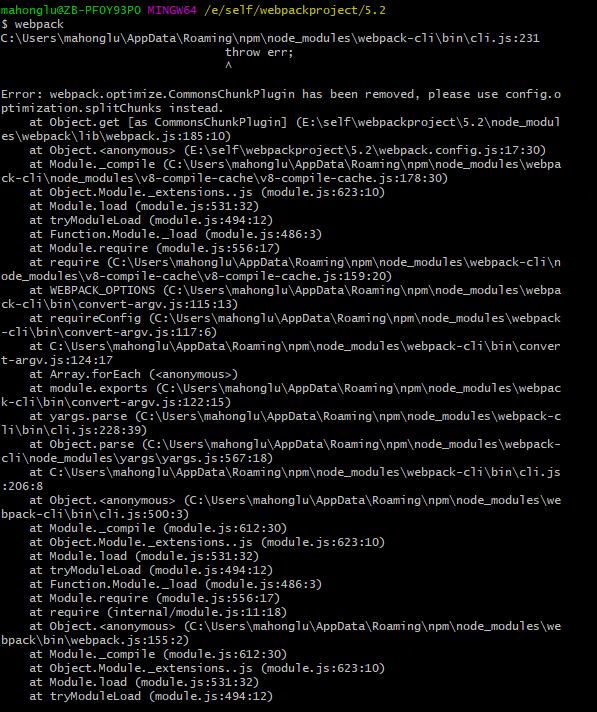 mahonglu@ZB-PF0Y93P0 MINGW64 /e/self/webpackproject/5.2
$ webpack
C:\Users\mahonglu\AppData\Roaming\npm\node_modules\webpack-cli\bin\cli.js:231
                                throw err;
                                ^

Error: webpack.optimize.CommonsChunkPlugin has been removed, please use config.o
ptimization.splitChunks instead.
    at Object.get [as CommonsChunkPlugin] (E:\self\webpackproject\5.2\node_modul
es\webpack\lib\webpack.js:185:10)
    at Object.<anonymous> (E:\self\webpackproject\5.2\webpack.config.js:17:30)
    at Module._compile (C:\Users\mahonglu\AppData\Roaming\npm\node_modules\webpa
ck-cli\node_modules\v8-compile-cache\v8-compile-cache.js:178:30)
    at Object.Module._extensions..js (module.js:623:10)
    at Module.load (module.js:531:32)
    at tryModuleLoad (module.js:494:12)
    at Function.Module._load (module.js:486:3)
    at Module.require (module.js:556:17)
    at require (C:\Users\mahonglu\AppData\Roaming\npm\node_modules\webpack-cli\n
ode_modules\v8-compile-cache\v8-compile-cache.js:159:20)
    at WEBPACK_OPTIONS (C:\Users\mahonglu\AppData\Roaming\npm\node_modules\webpa
ck-cli\bin\convert-argv.js:115:13)
    at requireConfig (C:\Users\mahonglu\AppData\Roaming\npm\node_modules\webpack
-cli\bin\convert-argv.js:117:6)
    at C:\Users\mahonglu\AppData\Roaming\npm\node_modules\webpack-cli\bin\conver
t-argv.js:124:17
    at Array.forEach (<anonymous>)
    at module.exports (C:\Users\mahonglu\AppData\Roaming\npm\node_modules\webpac
k-cli\bin\convert-argv.js:122:15)
    at yargs.parse (C:\Users\mahonglu\AppData\Roaming\npm\node_modules\webpack-c
li\bin\cli.js:228:39)
    at Object.parse (C:\Users\mahonglu\AppData\Roaming\npm\node_modules\webpack-
cli\node_modules\yargs\yargs.js:567:18)
    at C:\Users\mahonglu\AppData\Roaming\npm\node_modules\webpack-cli\bin\cli.js
:206:8
    at Object.<anonymous> (C:\Users\mahonglu\AppData\Roaming\npm\node_modules\we
bpack-cli\bin\cli.js:500:3)
    at Module._compile (module.js:612:30)
    at Object.Module._extensions..js (module.js:623:10)
    at Module.load (module.js:531:32)
    at tryModuleLoad (module.js:494:12)
    at Function.Module._load (module.js:486:3)
    at Module.require (module.js:556:17)
    at require (internal/module.js:11:18)
    at Object.<anonymous> (C:\Users\mahonglu\AppData\Roaming\npm\node_modules\we
bpack\bin\webpack.js:155:2)
    at Module._compile (module.js:612:30)
    at Object.Module._extensions..js (module.js:623:10)
    at Module.load (module.js:531:32)
    at tryModuleLoad (module.js:494:12)